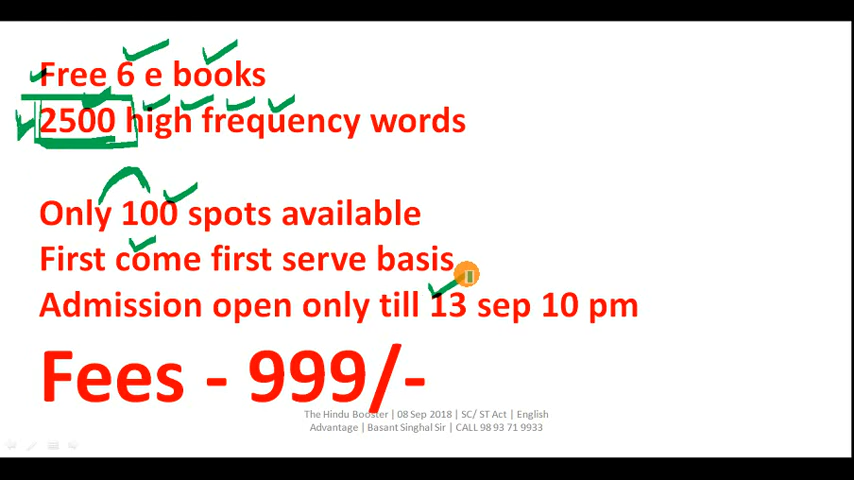 Free 6 e books
2500 high frequency words
Only 100 spots available
First come first serve basis
Admission open only till 13 sep 10 pm
Fees - 999/-
The Hindu Booster | 08 Sep 2018 | SC/ ST Act | English
Advantage | Basant Singhal Sir | CALL 98 93 71 9933